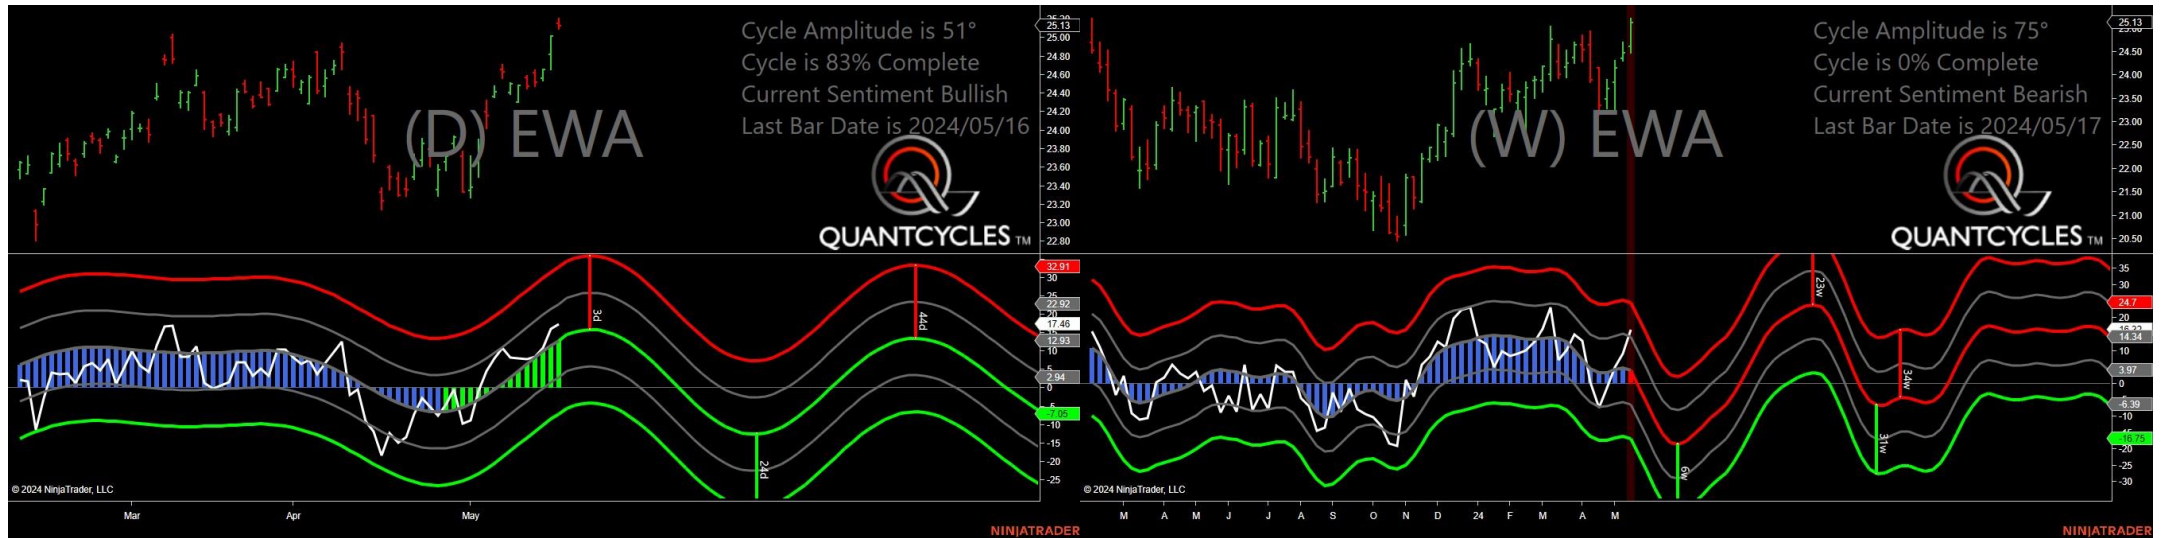 Cycle Amplitude is 51°
Cycle is 83% Complete
Current Sentiment Bullish
Last Bar Date is 2024/05/16
(D) EWA
QUANTCYCLES TM
25.20
25.13
25.00
24.80
24.60
24.40
24.20
24.00
23.80
23.60
23.40
23.20
23.00
22.80
32.91
30
25
22.92
17.46
15
12.93
10
5
2.94
0
-5
-7.05
-10
-15
-20
-25
3d
24d
44d
© 2024 NinjaTrader, LLC
Mar
Apr
May
NINJATRADER
Cycle Amplitude is 75°
Cycle is 0% Complete
Current Sentiment Bearish
Last Bar Date is 2024/05/17
(W) EWA
QUANTCYCLES TM
25.13
25.00
24.50
24.00
23.50
23.00
22.50
22.00
21.50
21.00
20.50
35
30
24.7
20
14.34
10
3.97
0
-6.39
-10
-16.75
-20
-25
-30
6w
23w
31w
34w
© 2024 NinjaTrader, LLC
M A M J J A S O N D 24 F M A M
NINJATRADER